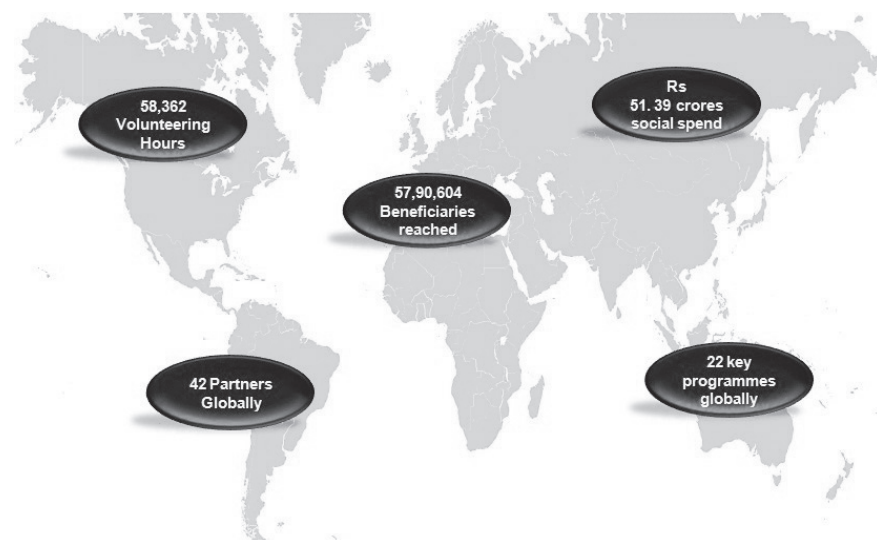 58,362
Volunteering
Hours
Rs
51. 39 crores
social spend
57,90,604
Beneficiaries
reached
42 Partners
Globally
22 key
programmes
globally